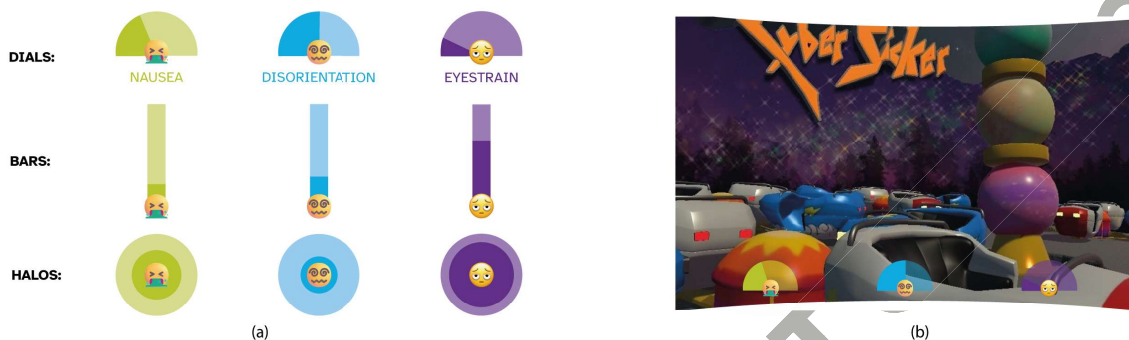 DIALS:
NAUSEA
DISORIENTATION
EYESTRAIN
BARS:
HALOS:
(a)
Cyber Sicker
(b)